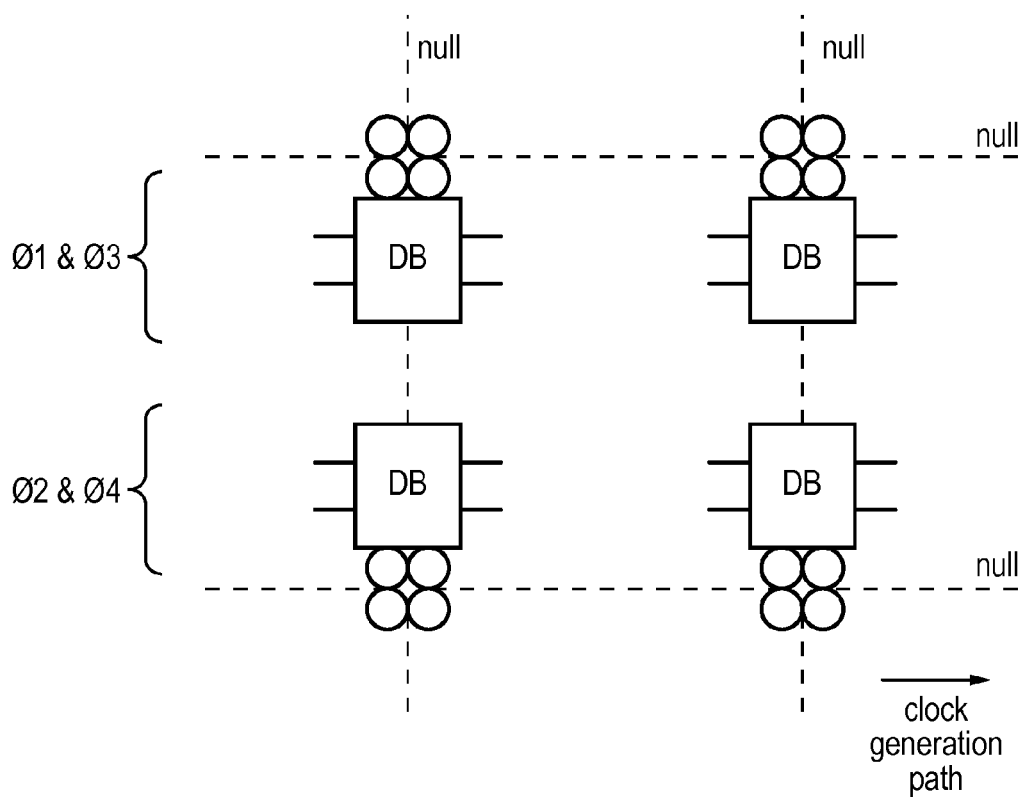 null
null
null
Ø1 & Ø3
DB
DB
Ø2 & Ø4
DB
DB
null
clock
generation
path